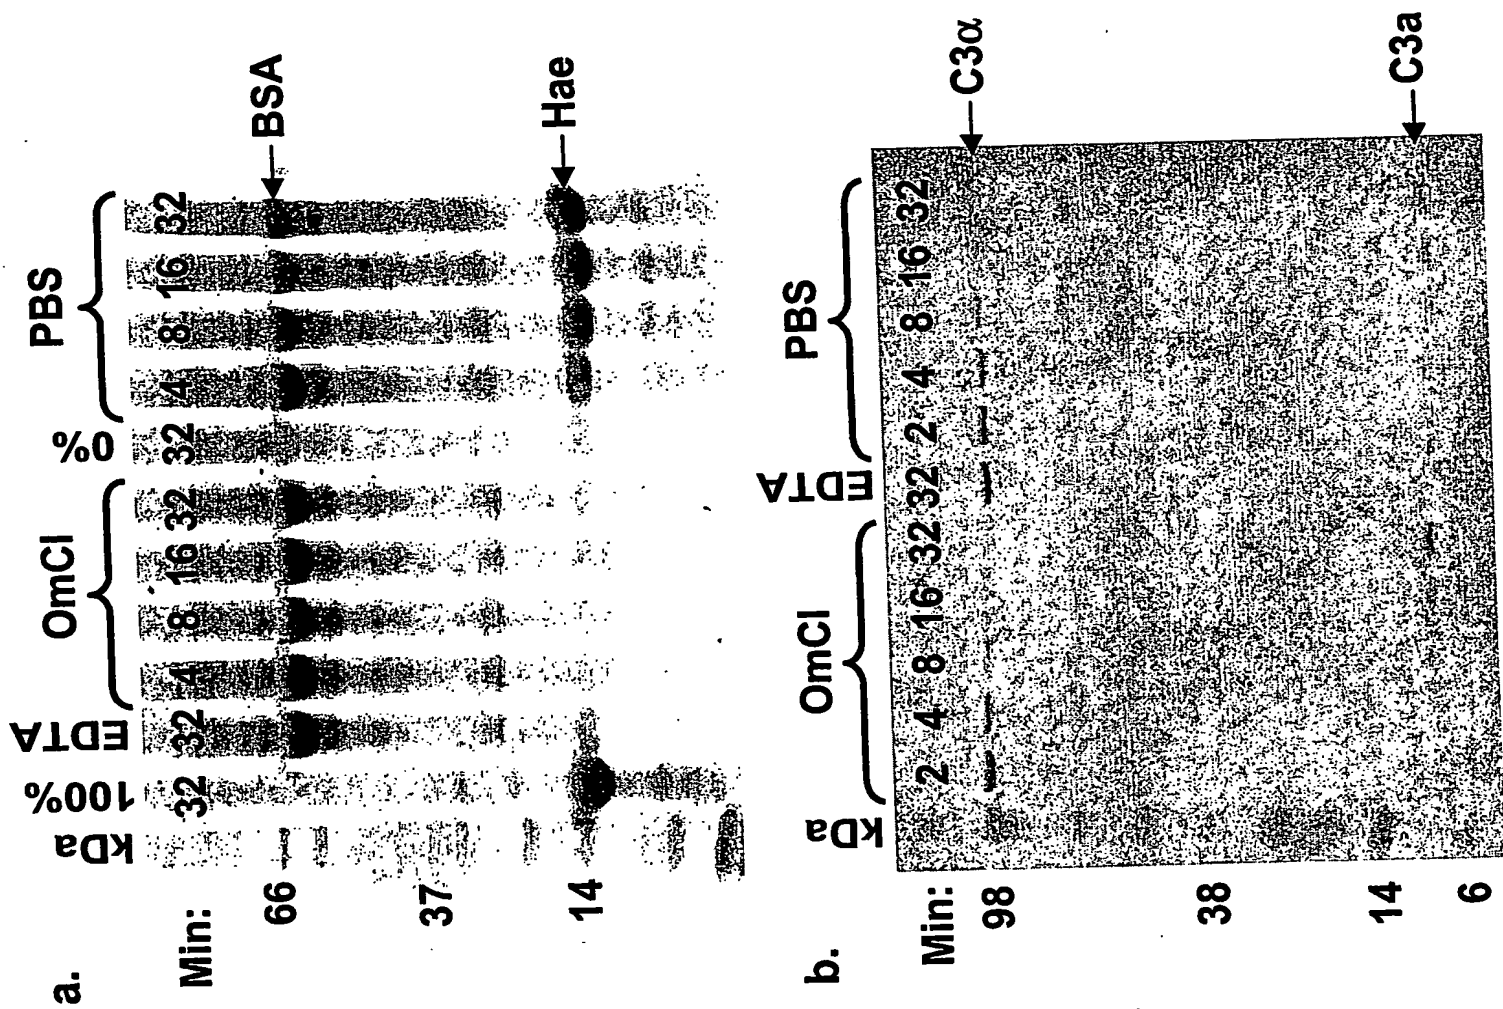 a.
PBS
OmCI
EDTA
0%
100%
kDa
Min: 32 32 4 8 16 32 32 4 8 16 32
66
37
14
BSA
Hae
b.
PBS
OmCI
EDTA
kDa
Min: 2 4 8 16 32 32 2 4 8 16 32
98
38
14
6
C3α
C3a